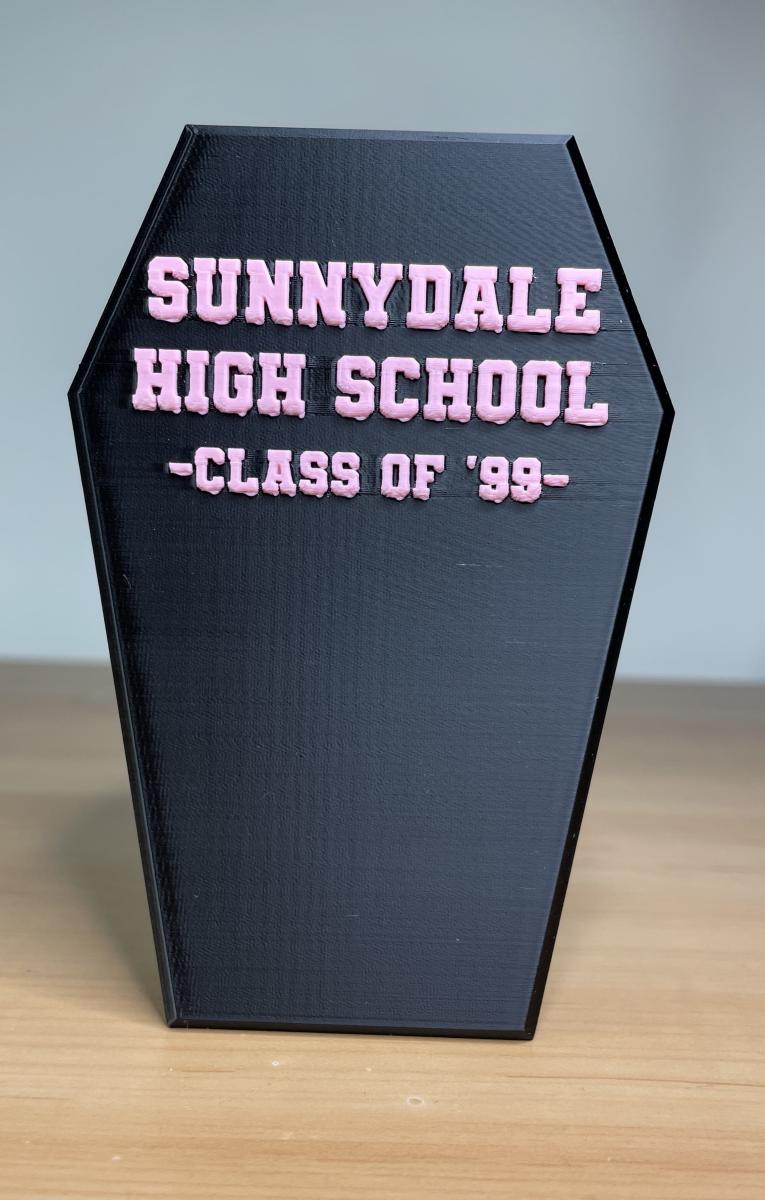 SUNNYDALE
HIGH SCHOOL
-CLASS OF '99-